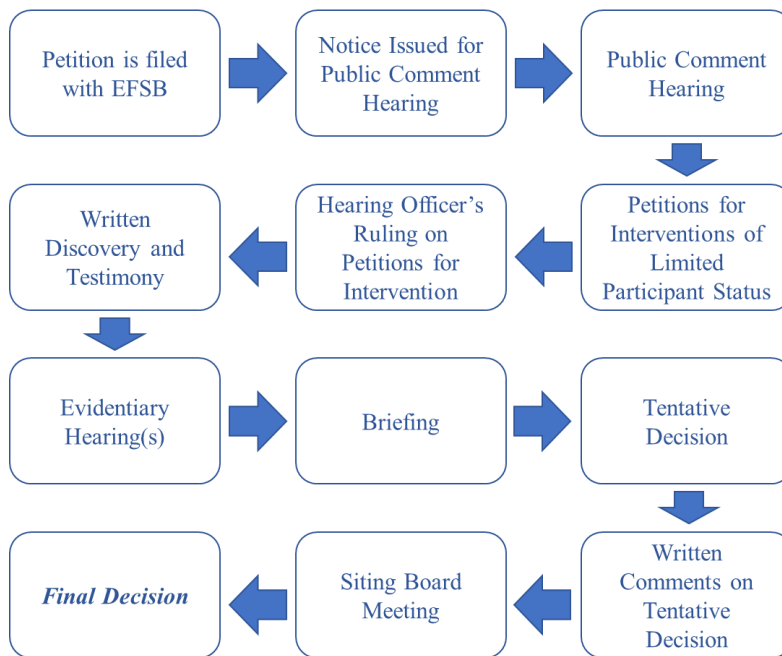 Petition is filed
with EFSB
Notice Issued for
Public Comment
Hearing
Public Comment
Hearing
Petitions for
Interventions of
Limited
Participant Status
Hearing Officer’s
Ruling on
Petitions for
Intervention
Written
Discovery and
Testimony
Evidentiary
Hearing(s)
Briefing
Tentative
Decision
Written
Comments on
Tentative
Decision
Siting Board
Meeting
Final Decision